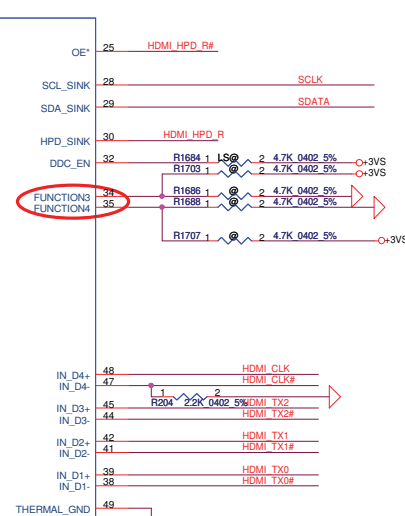 OE* 25 HDMI_HPD_R#
SCL_SINK 28 SCLK
SDA_SINK 29 SDATA
HPD_SINK 30 HDMI_HPD_R
DDC_EN 32 R1684 1 LS@ 2 4.7K_0402_5% +3VS
R1703 1 @ 2 4.7K_0402_5% +3VS
FUNCTION3 34 R1686 1 @ 2 4.7K_0402_5%
FUNCTION4 35 R1688 1 @ 2 4.7K_0402_5%
R1707 1 @ 2 4.7K_0402_5% +3VS
IN_D4+ 48 HDMI_CLK
IN_D4- 47 HDMI_CLK#
1 2
R204 2.2K_0402_5%
IN_D3+ 45 HDMI_TX2
IN_D3- 44 HDMI_TX2#
IN_D2+ 42 HDMI_TX1
IN_D2- 41 HDMI_TX1#
IN_D1+ 39 HDMI_TX0
IN_D1- 38 HDMI_TX0#
THERMAL_GND 49